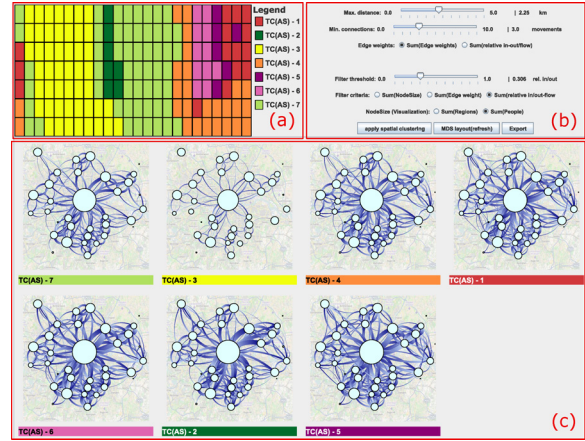 Legend
TC(AS) - 1
TC(AS) - 2
TC(AS) - 3
TC(AS) - 4
TC(AS) - 5
TC(AS) - 6
TC(AS) - 7
(a)
Max. distance: 0.0 5.0 | 2.25 km
Min. connections: 0.0 10.0 | 3.0 movements
Edge weights: Sum(Edge weights) Sum(relative in-out/flow)
Filter threshold: 0.0 1.0 | 0.306 rel. in/out
Filter criteria: Sum(NodeSize) Sum(Edge weight) Sum(relative in/out-flow
NodeSize (Visualization): Sum(Regions) Sum(People)
apply spatial clustering MDS layout(refresh) Export
(b)
TC(AS) - 7 TC(AS) - 3 TC(AS) - 4 TC(AS) - 1
TC(AS) - 6 TC(AS) - 2 TC(AS) - 5
(c)